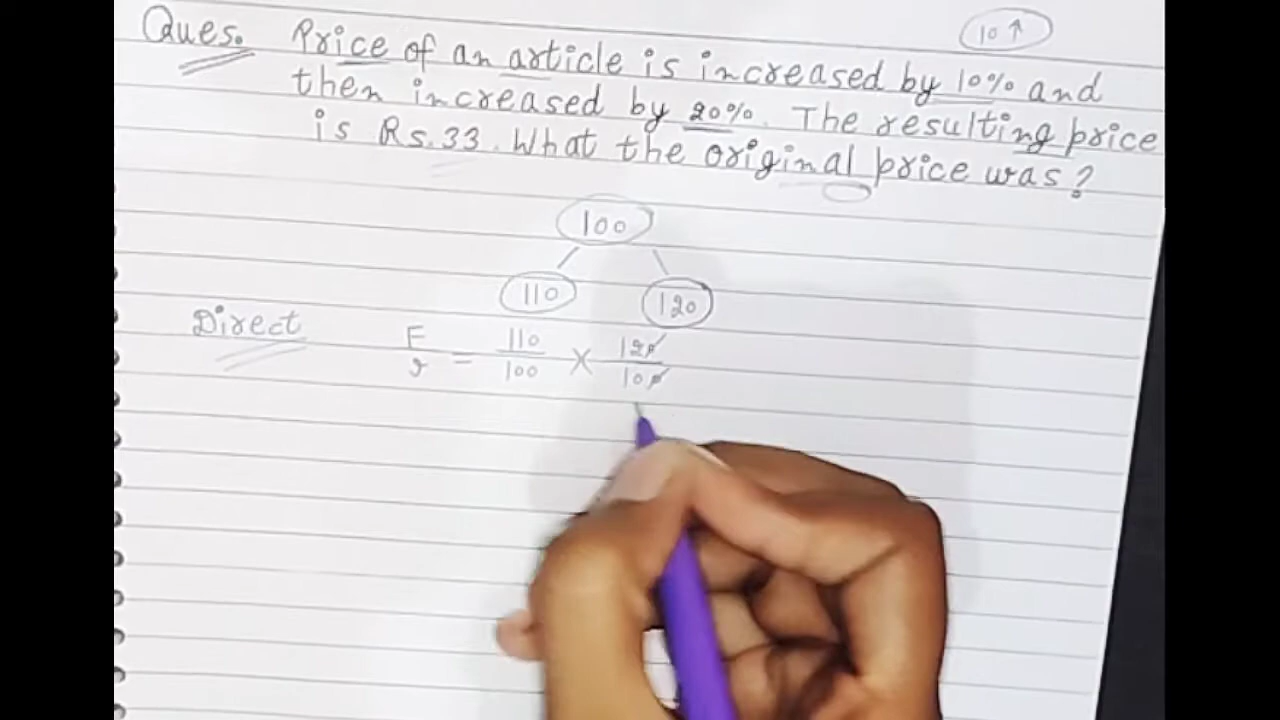 10 ↑
Ques. Price of an article is increased by 10% and
then increased by 20%. The resulting price
is Rs.33. What the original price was?
100
110 120
Direct F/I = 110/100 × 120/100